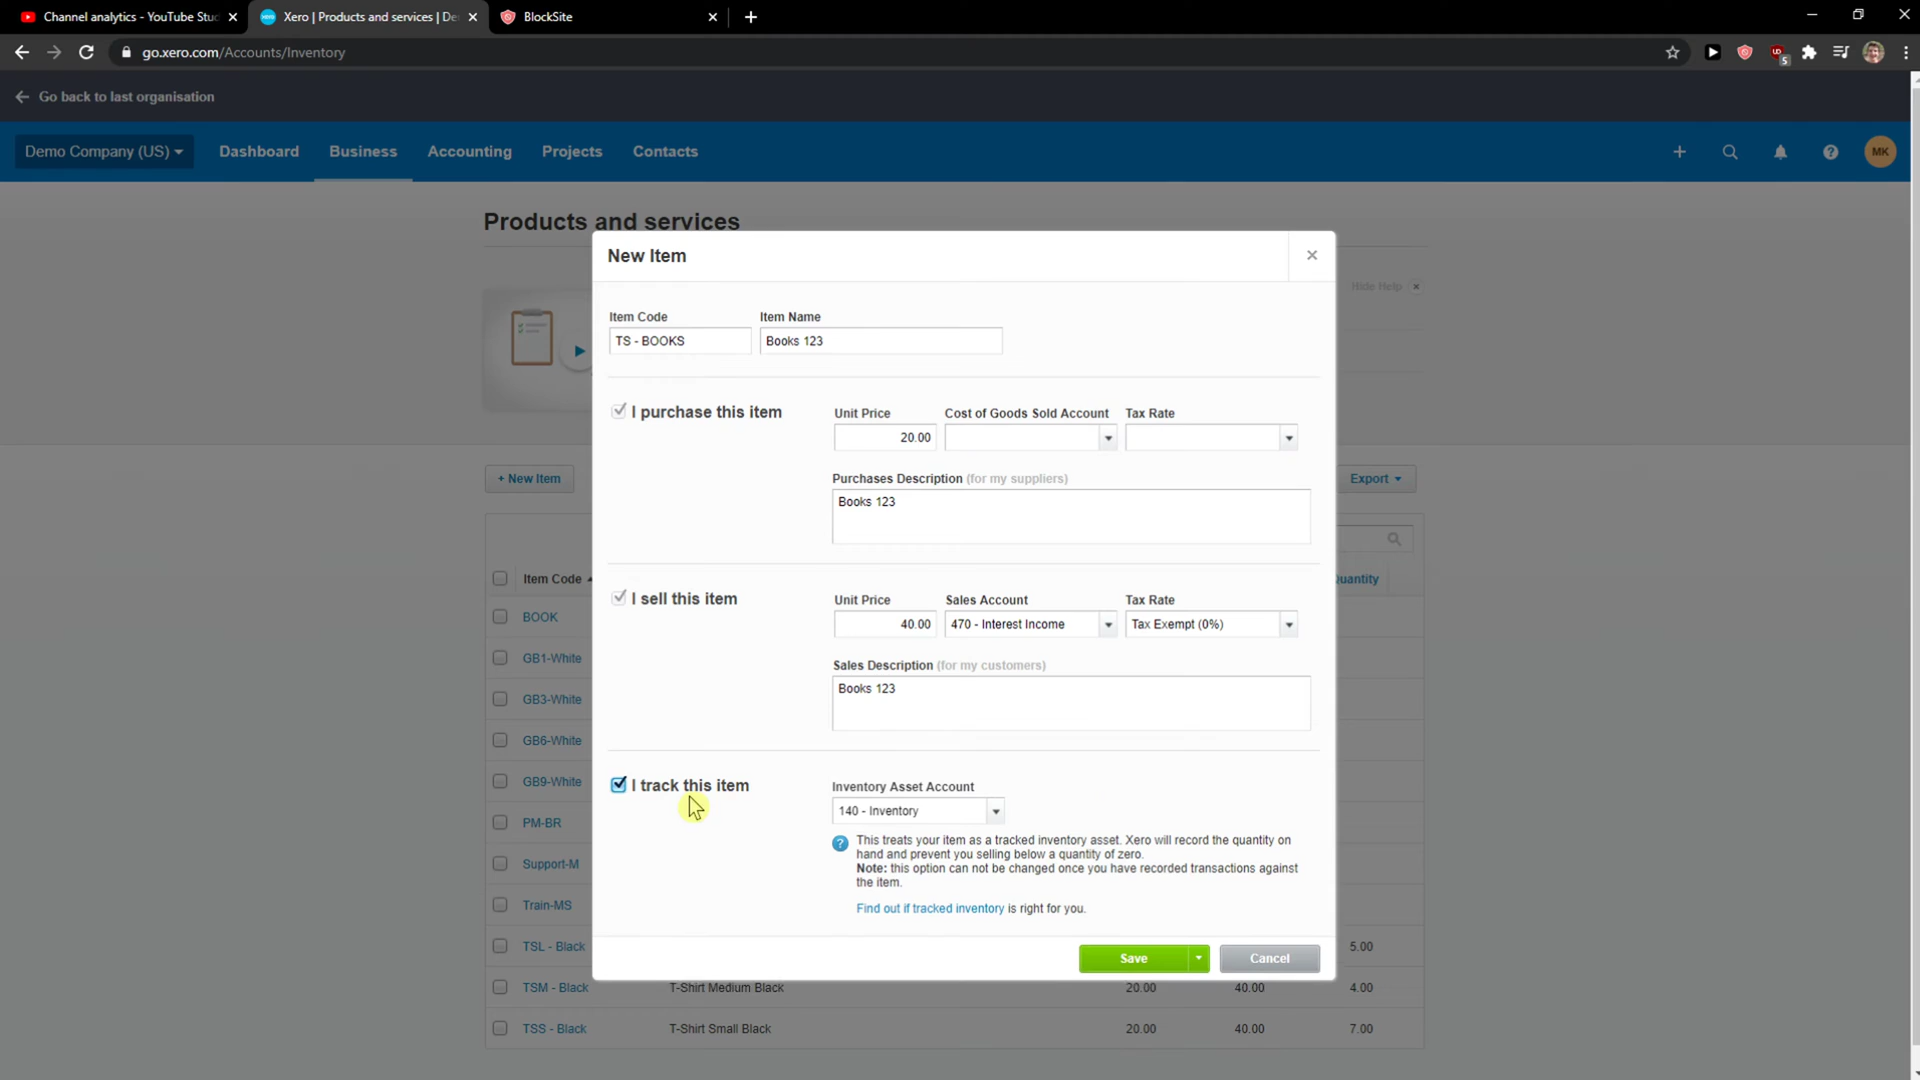 Channel analytics - YouTube Stu
Xero | Products and services | De
BlockSite
go.xero.com/Accounts/Inventory
5
Go back to last organisation
Demo Company (US)
Dashboard
Business
Accounting
Projects
Contacts
MK
Products and services
Hide Help
New Item
Item Code
Item Name
TS - BOOKS
Books 123
I purchase this item
Unit Price
Cost of Goods Sold Account
Tax Rate
20.00
Purchases Description (for my suppliers)
Books 123
I sell this item
Unit Price
Sales Account
Tax Rate
40.00
470 - Interest Income
Tax Exempt (0%)
Sales Description (for my customers)
Books 123
I track this item
Inventory Asset Account
140 - Inventory
This treats your item as a tracked inventory asset. Xero will record the quantity on
hand and prevent you selling below a quantity of zero.
Note: this option can not be changed once you have recorded transactions against
the item.
Find out if tracked inventory is right for you.
Save
Cancel
+ New Item
Export
Item Code
Quantity
BOOK
GB1-White
GB3-White
GB6-White
GB9-White
PM-BR
Support-M
Train-MS
TSL - Black 5.00
TSM - Black T-Shirt Medium Black 20.00 40.00 4.00
TSS - Black T-Shirt Small Black 20.00 40.00 7.00